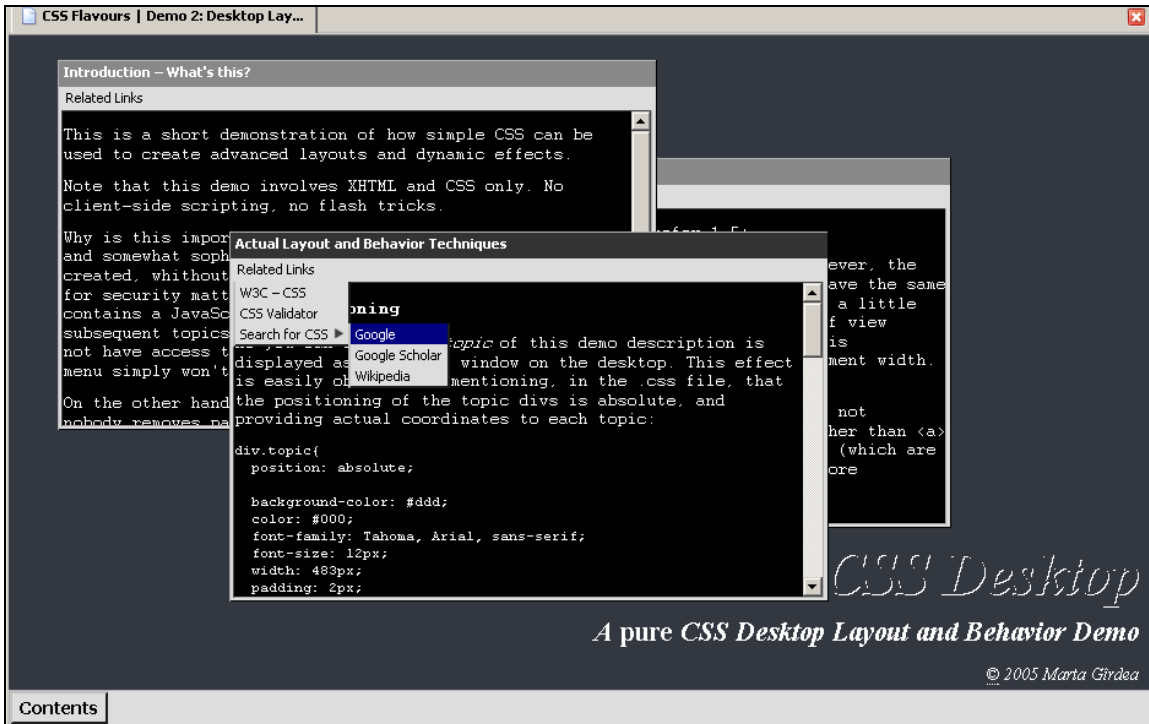 CSS Flavours | Demo 2: Desktop Lay...
Introduction – What's this?
Related Links
This is a short demonstration of how simple CSS can be
used to create advanced layouts and dynamic effects.
Note that this demo involves XHTML and CSS only. No
client-side scripting, no flash tricks.
Why is this impor
and somewhat soph
created, whithout
for security matt
contains a JavaSc
subsequent topics
not have access t
menu simply won't
On the other hand
nobody removes pa
Actual Layout and Behavior Techniques
Related Links
W3C – CSS
CSS Validator
Search for CSS
Google
Google Scholar
Wikipedia
oning
topic of this demo description is
displayed as window on the desktop. This effect
is easily ob mentioning, in the .css file, that
the positioning of the topic divs is absolute, and
providing actual coordinates to each topic:
div.topic{
position: absolute;
background-color: #ddd;
color: #000;
font-family: Tahoma, Arial, sans-serif;
font-size: 12px;
width: 483px;
padding: 2px;
ever, the
ave the same
a little
f view
is
ment width.
not
her than <a>
(which are
ore
CSS Desktop
A pure CSS Desktop Layout and Behavior Demo
© 2005 Marta Gîrdea
Contents